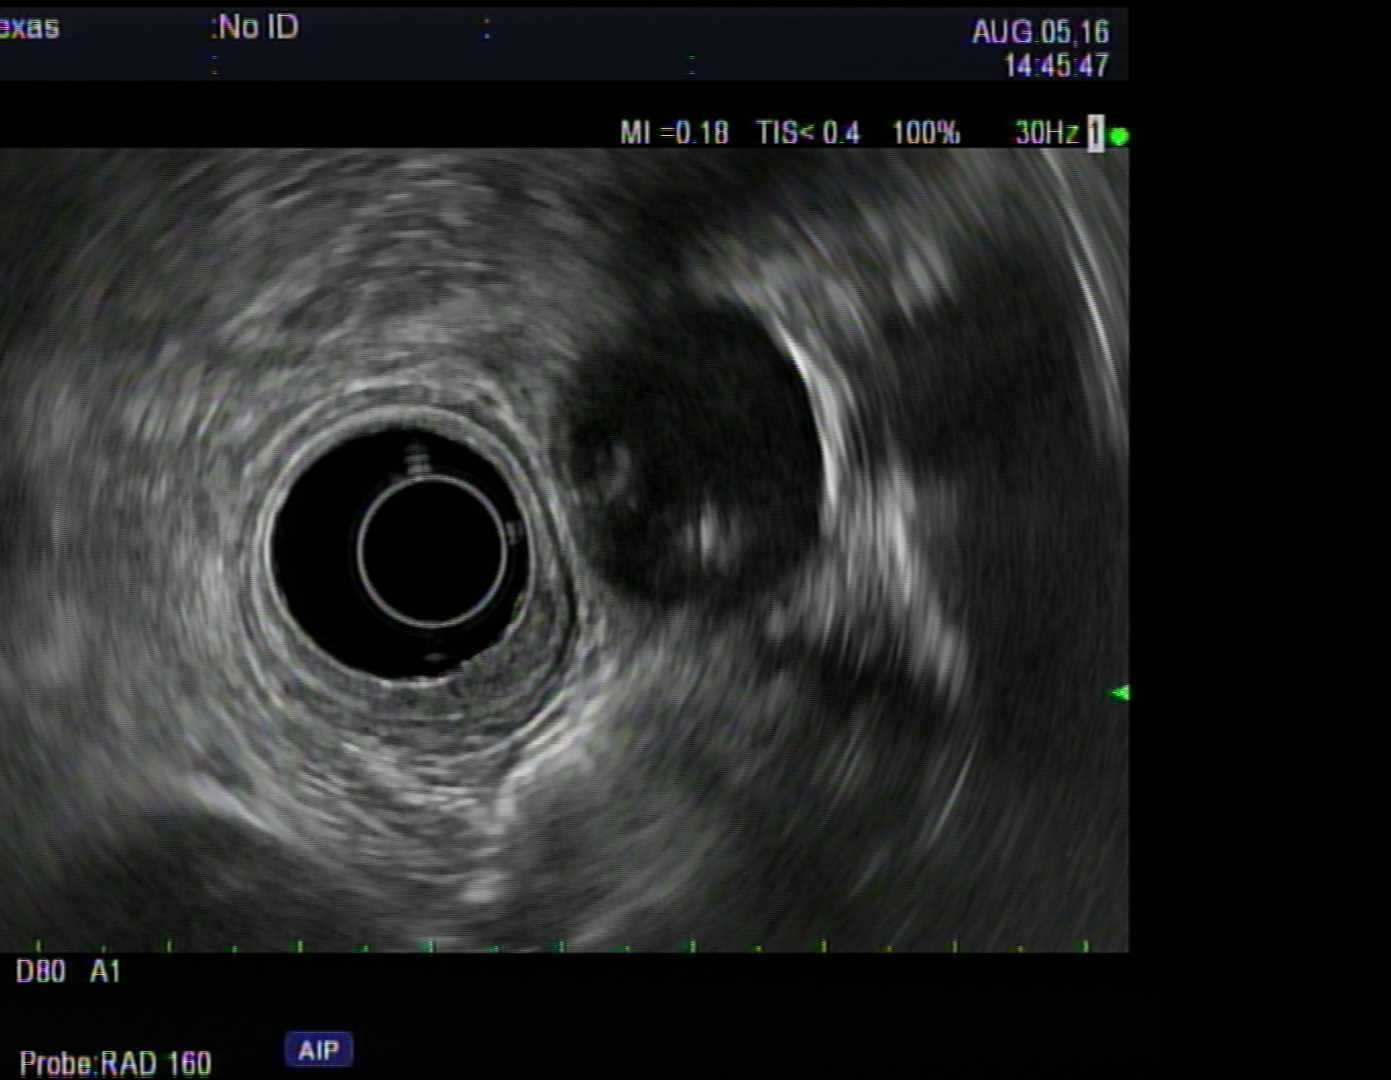 exas :No ID : AUG.05.16
: : 14:45:47
MI =0.18 TIS< 0.4 100% 30Hz 1
D80 A1
Probe:RAD 160 AIP